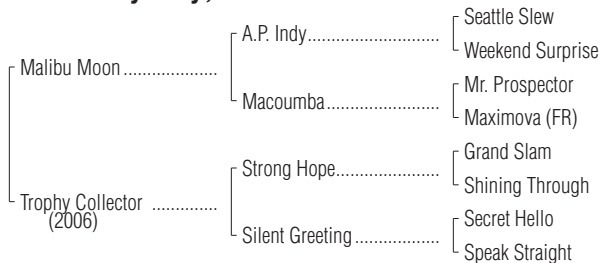 Seattle Slew
A.P. Indy
Weekend Surprise
Malibu Moon
Mr. Prospector
Macoumba
Maximova (FR)
Grand Slam
Strong Hope
Shining Through
Trophy Collector
(2006)
Secret Hello
Silent Greeting
Speak Straight